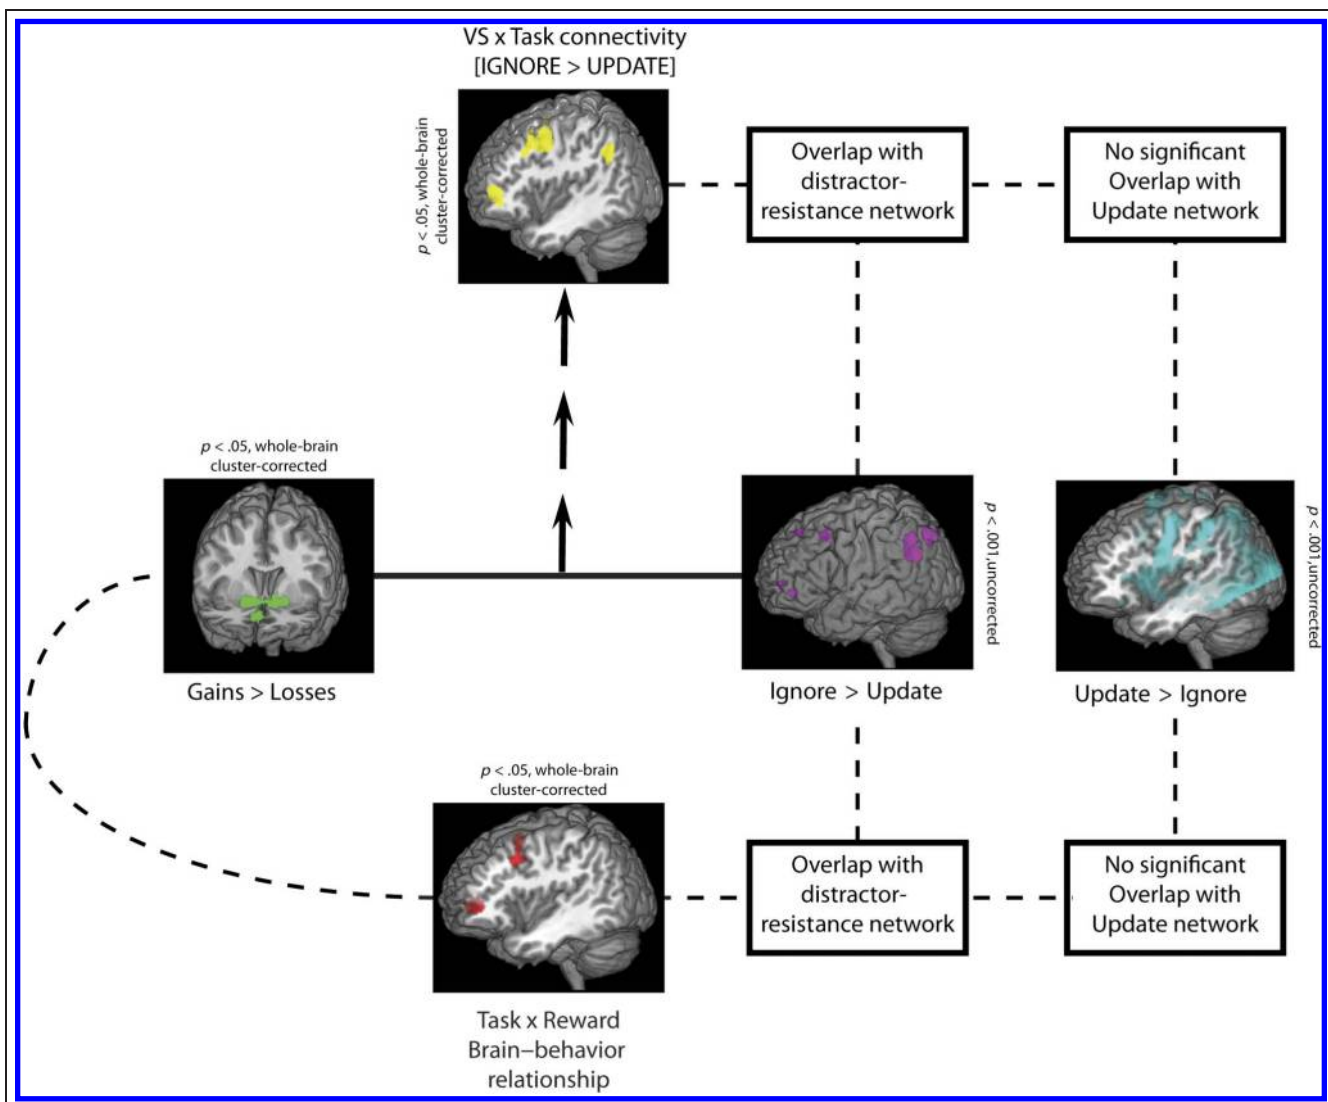 VS x Task connectivity
[IGNORE > UPDATE]
p < .05, whole-brain
cluster-corrected
Overlap with
distractor-
resistance network
No significant
Overlap with
Update network
p < .05, whole-brain
cluster-corrected
Gains > Losses
p < .001,uncorrected
Ignore > Update
p < .001,uncorrected
Update > Ignore
p < .05, whole-brain
cluster-corrected
Task x Reward
Brain–behavior
relationship
Overlap with
distractor-
resistance network
No significant
Overlap with
Update network